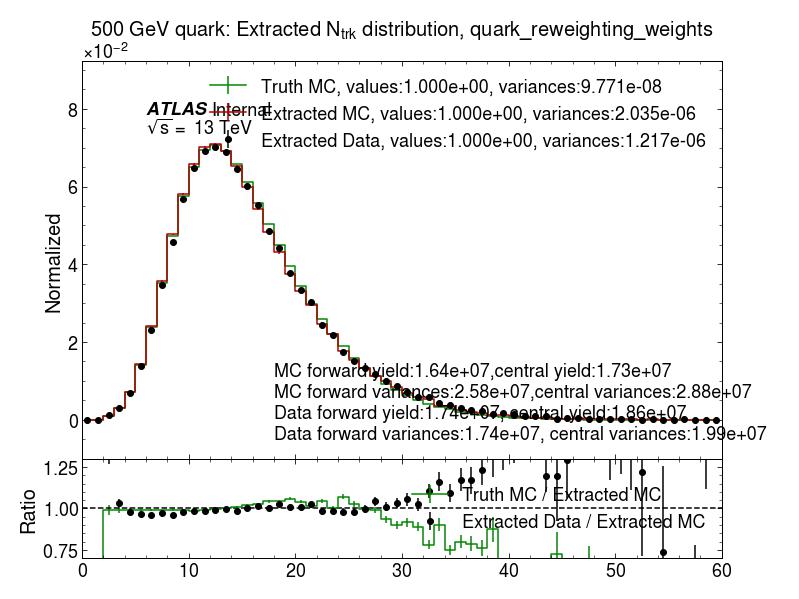 500 GeV quark: Extracted Ntrk distribution, quark_reweighting_weights
×10−2
Truth MC, values:1.000e+00, variances:9.771e-08
ATLAS Internal
Extracted MC, values:1.000e+00, variances:2.035e-06
√s = 13 TeV
Extracted Data, values:1.000e+00, variances:1.217e-06
8
6
4
2
0
Normalized
MC forward yield:1.64e+07,central yield:1.73e+07
MC forward variances:2.58e+07,central variances:2.88e+07
Data forward yield:1.74e+07, central yield:1.86e+07
Data forward variances:1.74e+07, central variances:1.99e+07
1.25
1.00
0.75
Ratio
Truth MC / Extracted MC
Extracted Data / Extracted MC
0 10 20 30 40 50 60